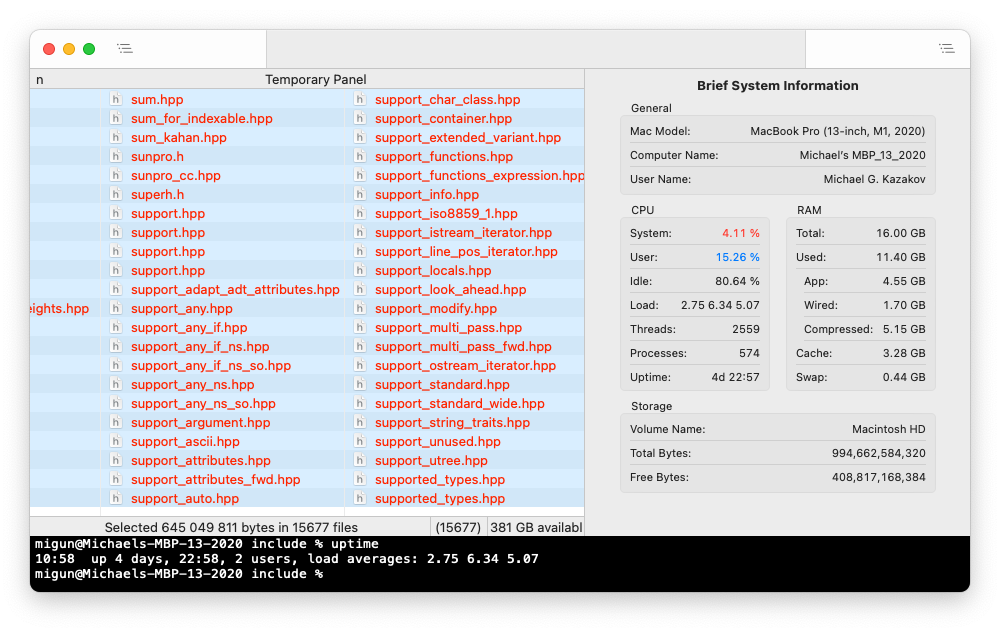 n
Temporary Panel
eights.hpp
h sum.hpp
h sum_for_indexable.hpp
h sum_kahan.hpp
h sunpro.h
h sunpro_cc.hpp
h superh.h
h support.hpp
h support.hpp
h support.hpp
h support.hpp
h support_adapt_adt_attributes.hpp
h support_any.hpp
h support_any_if.hpp
h support_any_if_ns.hpp
h support_any_if_ns_so.hpp
h support_any_ns.hpp
h support_any_ns_so.hpp
h support_argument.hpp
h support_ascii.hpp
h support_attributes.hpp
h support_attributes_fwd.hpp
h support_auto.hpp
h support_char_class.hpp
h support_container.hpp
h support_extended_variant.hpp
h support_functions.hpp
h support_functions_expression.hpp
h support_info.hpp
h support_iso8859_1.hpp
h support_istream_iterator.hpp
h support_line_pos_iterator.hpp
h support_locals.hpp
h support_look_ahead.hpp
h support_modify.hpp
h support_multi_pass.hpp
h support_multi_pass_fwd.hpp
h support_ostream_iterator.hpp
h support_standard.hpp
h support_standard_wide.hpp
h support_string_traits.hpp
h support_unused.hpp
h support_utree.hpp
h supported_types.hpp
h supported_types.hpp
Selected 645 049 811 bytes in 15677 files (15677) 381 GB availabl
Brief System Information
General
Mac Model: MacBook Pro (13-inch, M1, 2020)
Computer Name: Michael's MBP_13_2020
User Name: Michael G. Kazakov
CPU
System: 4.11 %
User: 15.26 %
Idle: 80.64 %
Load: 2.75 6.34 5.07
Threads: 2559
Processes: 574
Uptime: 4d 22:57
RAM
Total: 16.00 GB
Used: 11.40 GB
App: 4.55 GB
Wired: 1.70 GB
Compressed: 5.15 GB
Cache: 3.28 GB
Swap: 0.44 GB
Storage
Volume Name: Macintosh HD
Total Bytes: 994,662,584,320
Free Bytes: 408,817,168,384
migun@Michaels-MBP-13-2020 include % uptime
10:58  up 4 days, 22:58, 2 users, load averages: 2.75 6.34 5.07
migun@Michaels-MBP-13-2020 include %